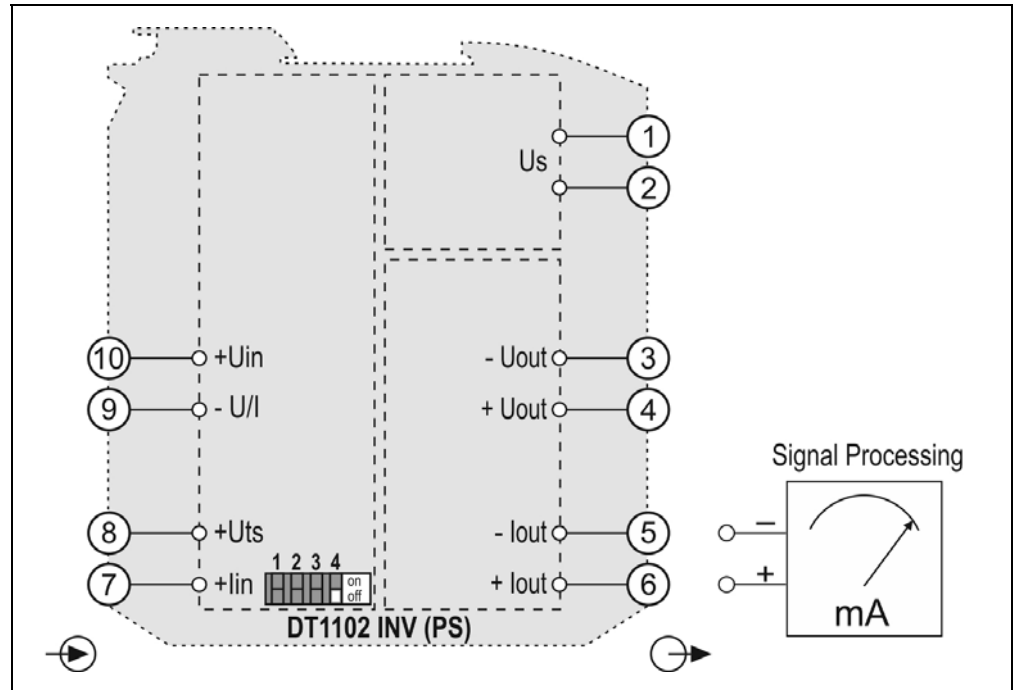 1
Us
2
10 +Uin
- Uout 3
9 - U/I
+ Uout 4
Signal Processing
8 +Uts
- Iout 5
−
1 2 3 4
on
off
7 +Iin
+ Iout 6
+
mA
DT1102 INV (PS)